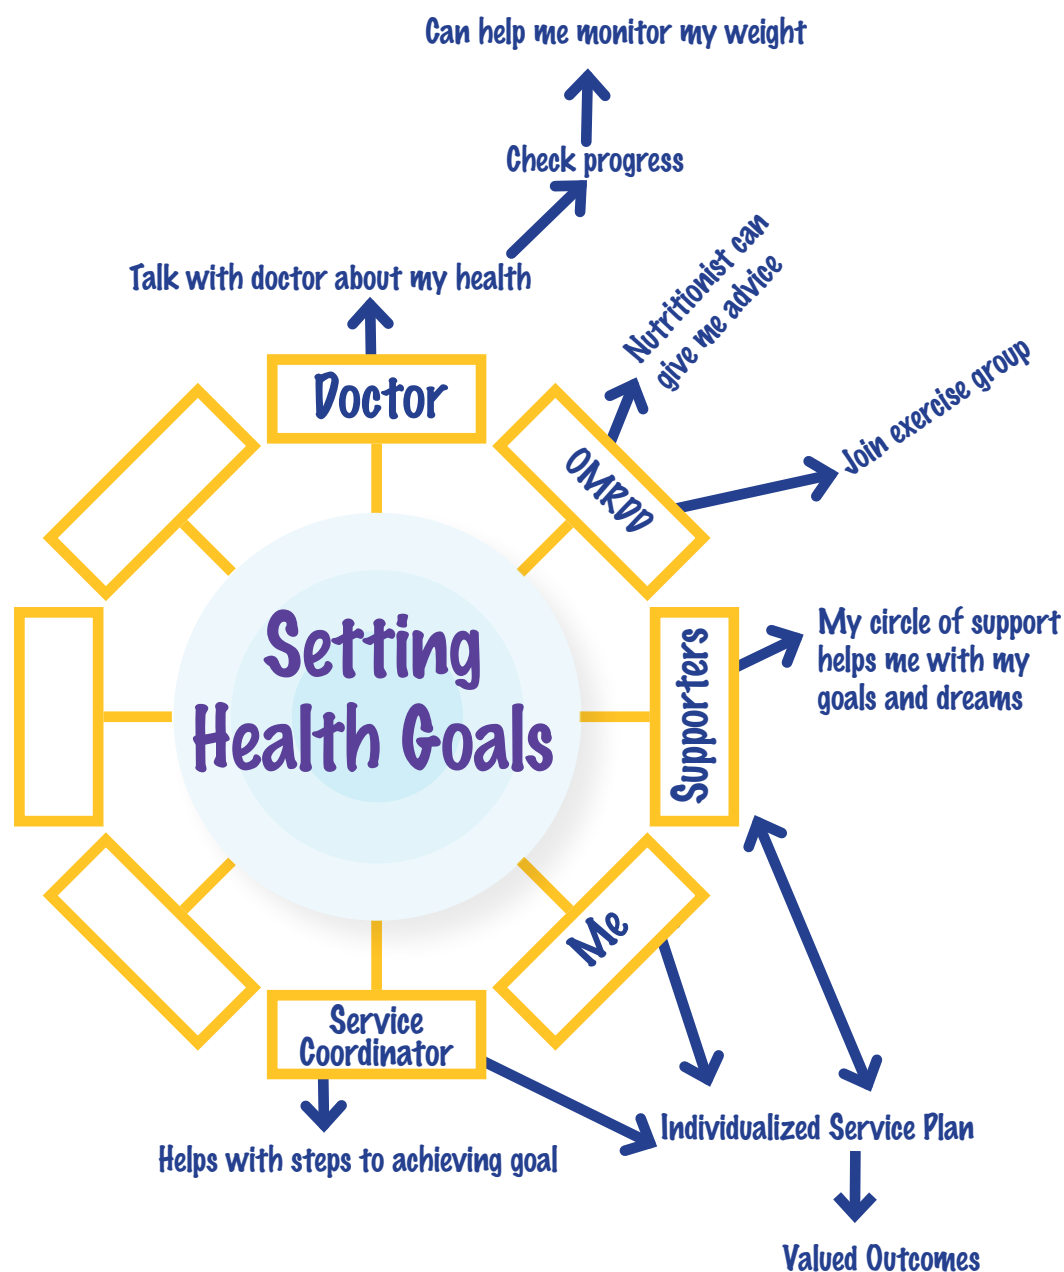 Can help me monitor my weight
Check progress
Talk with doctor about my health
Nutritionist can
give me advice
Join exercise group
Doctor
OMRDD
Setting
Health Goals
Supporters
My circle of support
helps me with my
goals and dreams
Me
Service
Coordinator
Helps with steps to achieving goal
Individualized Service Plan
Valued Outcomes